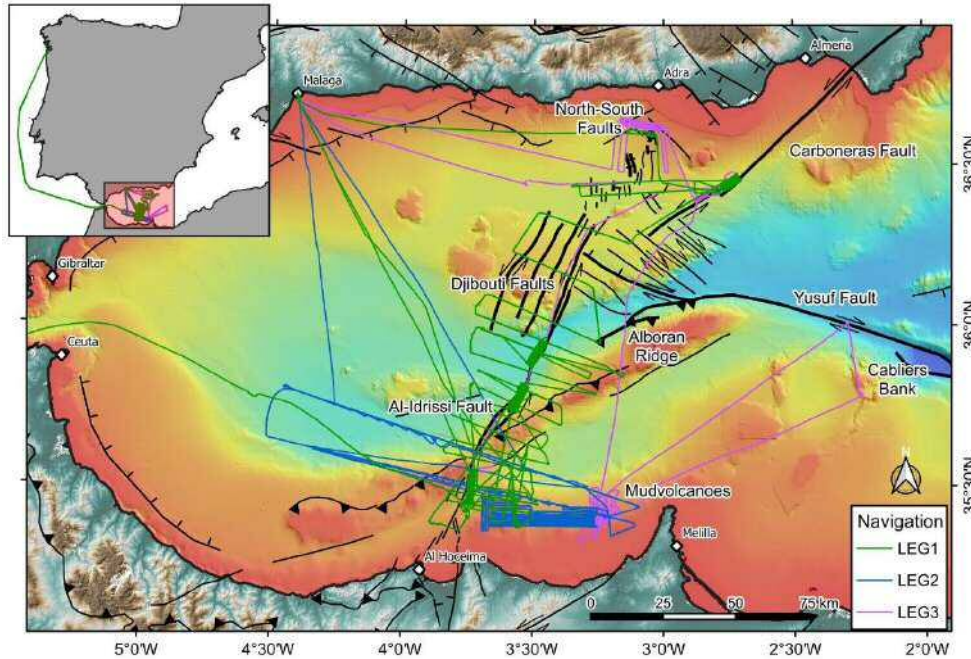 Malaga
Almeria
Adra
North-South
Faults
Carboneras Fault
36°30'N
Gibraltar
Djibouti Faults
Yusuf Fault
36°0'N
Ceuta
Alboran
Ridge
Cabliers
Bank
Al-Idrissi Fault
35°30'N
Mudvolcanoes
N
Melilla
Al Hoceima
Navigation
LEG1
LEG2
LEG3
0 25 50 75 km
5°0'W 4°30'W 4°0'W 3°30'W 3°0'W 2°30'W 2°0'W